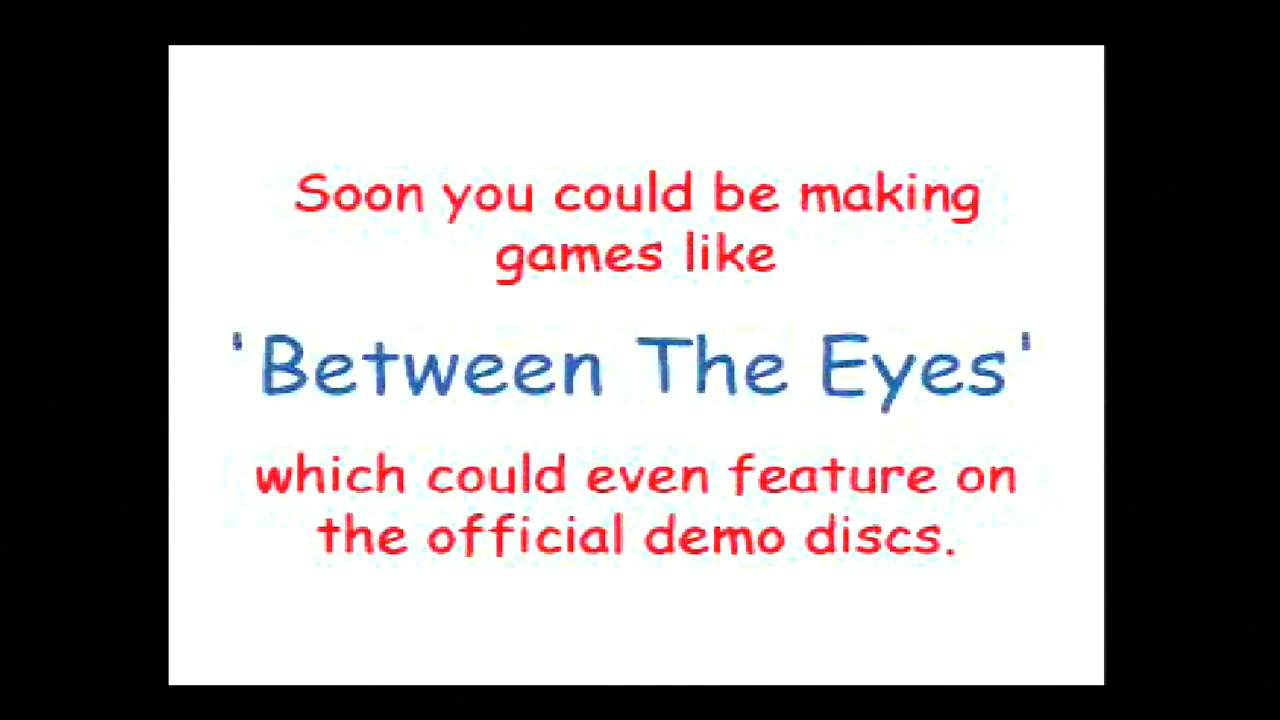 Soon you could be making
games like
'Between The Eyes'
which could even feature on
the official demo discs.